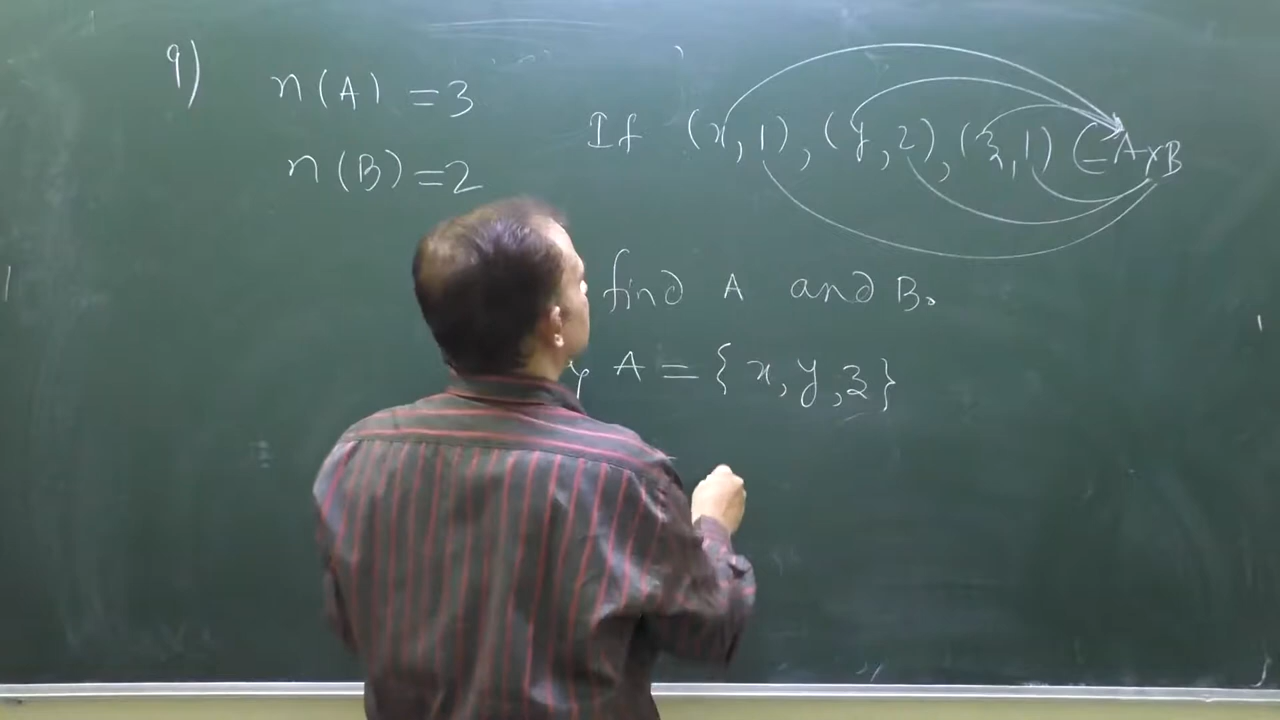 9) n(A) = 3
n(B) = 2
If (x,1), (y,2), (z,1) ∈ A×B
find A and B.
A = {x, y, z}